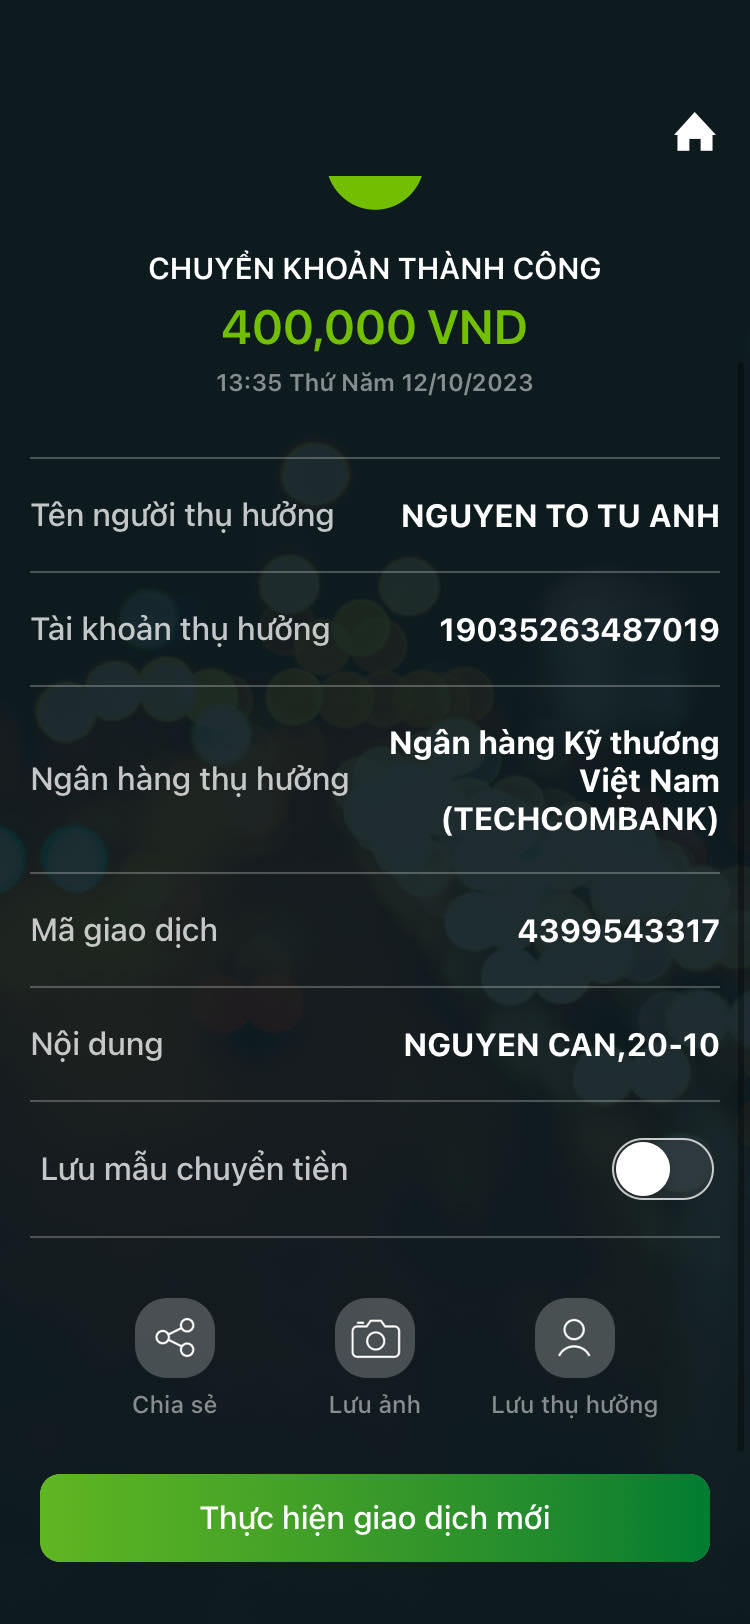 CHUYỂN KHOẢN THÀNH CÔNG
400,000 VND
13:35 Thứ Năm 12/10/2023
Tên người thụ hưởng NGUYEN TO TU ANH
Tài khoản thụ hưởng 19035263487019
Ngân hàng thụ hưởng Ngân hàng Kỹ thương
Việt Nam
(TECHCOMBANK)
Mã giao dịch 4399543317
Nội dung NGUYEN CAN,20-10
Lưu mẫu chuyển tiền
Chia sẻ Lưu ảnh Lưu thụ hưởng
Thực hiện giao dịch mới